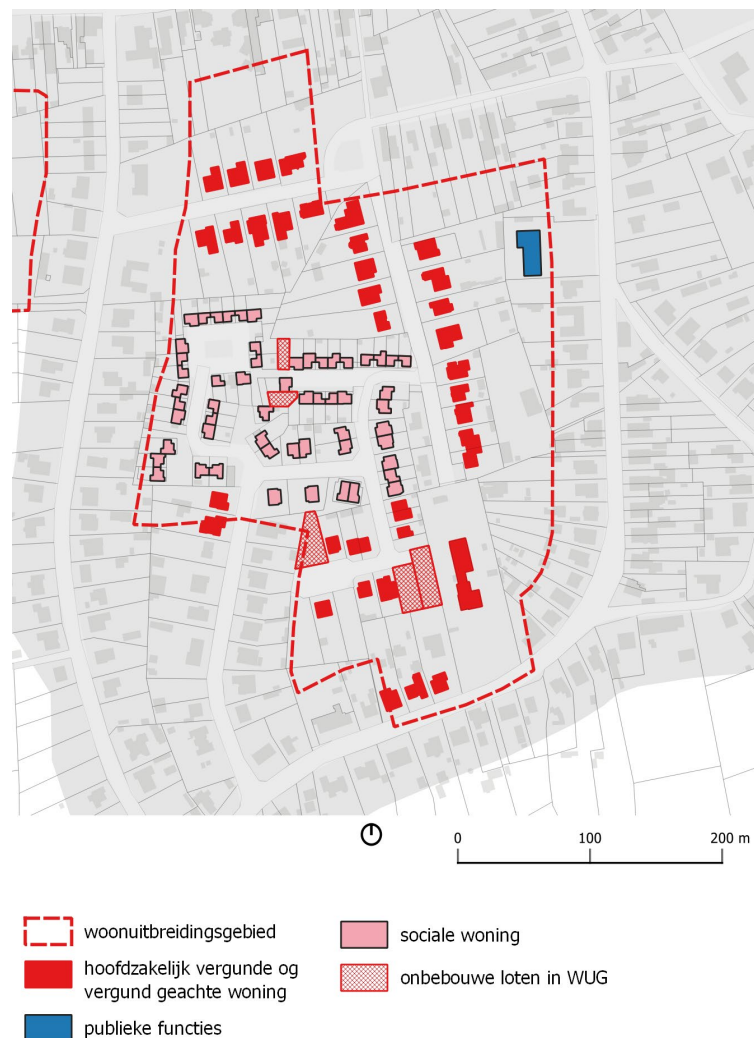 0 100 200 m
woonuitbreidingsgebied
hoofdzakelijk vergunde og
vergund geachte woning
publieke functies
sociale woning
onbebouwe loten in WUG